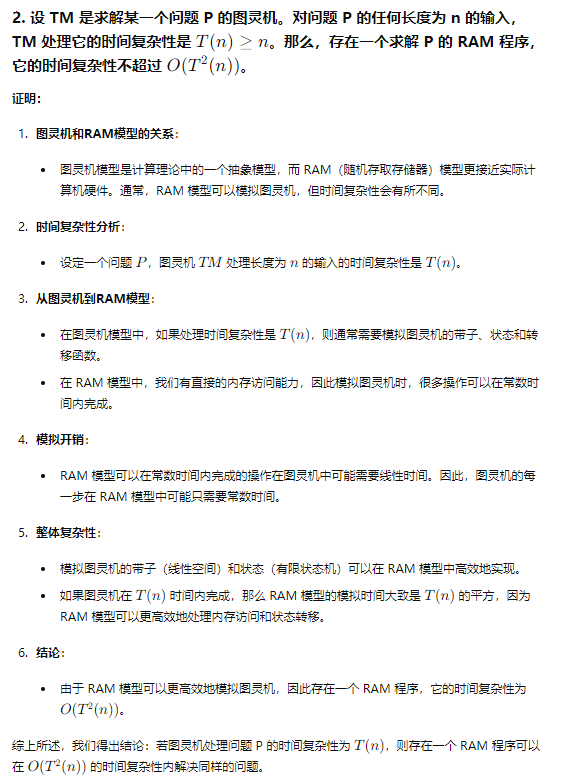 2. 设 TM 是求解某一个问题 P 的图灵机。对问题 P 的任何长度为 n 的输入，
TM 处理它的时间复杂性是 T(n) ≥ n。那么，存在一个求解 P 的 RAM 程序，
它的时间复杂性不超过 O(T²(n))。
证明：
1. 图灵机和RAM模型的关系：
• 图灵机模型是计算理论中的一个抽象模型，而 RAM（随机存取存储器）模型更接近实际计
算机硬件。通常，RAM 模型可以模拟图灵机，但时间复杂性会有所不同。
2. 时间复杂性分析：
• 设定一个问题 P，图灵机 TM 处理长度为 n 的输入的时间复杂性是 T(n)。
3. 从图灵机到RAM模型：
• 在图灵机模型中，如果处理时间复杂性是 T(n)，则通常需要模拟图灵机的带子、状态和转
移函数。
• 在 RAM 模型中，我们有直接的内存访问能力，因此模拟图灵机时，很多操作可以在常数时
间内完成。
4. 模拟开销：
• RAM 模型可以在常数时间内完成的操作在图灵机中可能需要线性时间。因此，图灵机的每
一步在 RAM 模型中可能只需要常数时间。
5. 整体复杂性：
• 模拟图灵机的带子（线性空间）和状态（有限状态机）可以在 RAM 模型中高效地实现。
• 如果图灵机在 T(n) 时间内完成，那么 RAM 模型的模拟时间大致是 T(n) 的平方，因为
RAM 模型可以更高效地处理内存访问和状态转移。
6. 结论：
• 由于 RAM 模型可以更高效地模拟图灵机，因此存在一个 RAM 程序，它的时间复杂性为
O(T²(n))。
综上所述，我们得出结论：若图灵机处理问题 P 的时间复杂性为 T(n)，则存在一个 RAM 程序可以
在 O(T²(n)) 的时间复杂性内解决同样的问题。